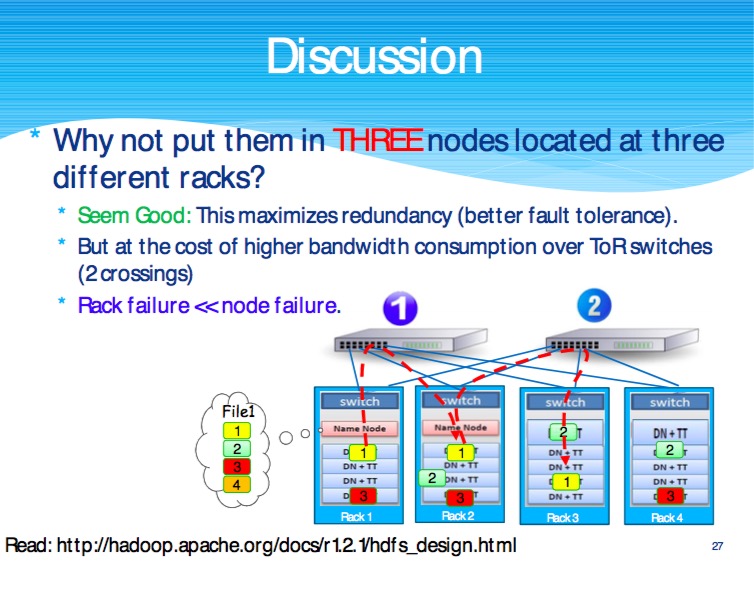 Discussion
* Why not put them in THREE nodes located at three
different racks?
* Seem Good: This maximizes redundancy (better fault tolerance).
* But at the cost of higher bandwidth consumption over ToR switches
(2 crossings)
* Rack failure << node failure.
1
2
File1
1
2
3
4
switch
Name Node
1
DN + TT
DN + TT
3
Rack 1
switch
Name Node
1
2 DN + TT
DN + TT
3
Rack 2
switch
2
DN + TT
DN + TT
1
DN + TT
Rack 3
switch
DN + TT
2
DN + TT
DN + TT
3
Rack 4
Read: http://hadoop.apache.org/docs/r1.2.1/hdfs_design.html
27